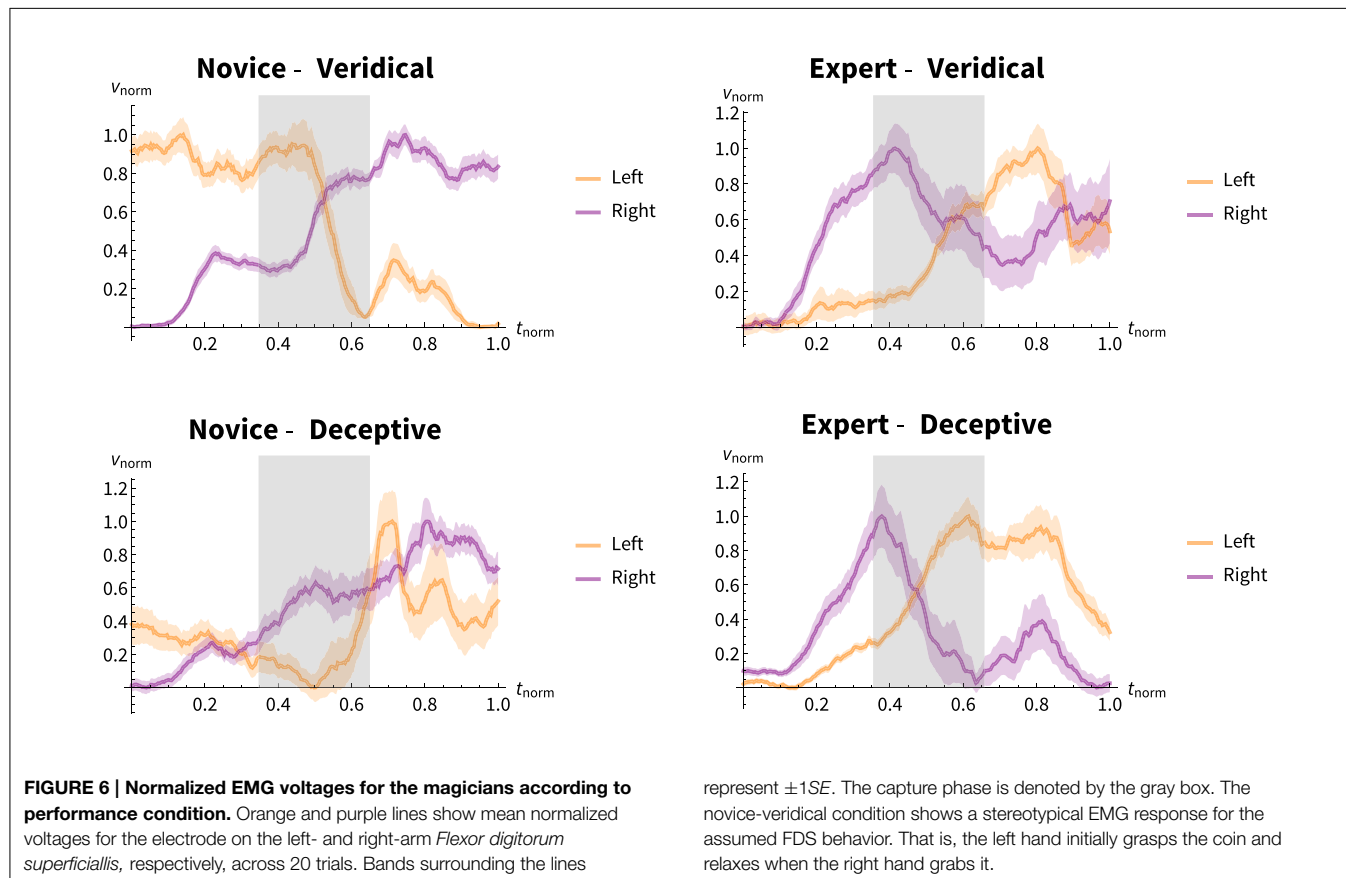 Novice - Veridical
v_norm
1.0
0.8
0.6
0.4
0.2
0.2 0.4 0.6 0.8 1.0
t_norm
Left
Right
Expert - Veridical
v_norm
1.2
1.0
0.8
0.6
0.4
0.2
0.2 0.4 0.6 0.8 1.0
t_norm
Left
Right
Novice - Deceptive
v_norm
1.2
1.0
0.8
0.6
0.4
0.2
0.2 0.4 0.6 0.8 1.0
t_norm
Left
Right
Expert - Deceptive
v_norm
1.2
1.0
0.8
0.6
0.4
0.2
0.2 0.4 0.6 0.8 1.0
t_norm
Left
Right
FIGURE 6 | Normalized EMG voltages for the magicians according to
performance condition. Orange and purple lines show mean normalized
voltages for the electrode on the left- and right-arm Flexor digitorum
superficiallis, respectively, across 20 trials. Bands surrounding the lines
represent ±1SE. The capture phase is denoted by the gray box. The
novice-veridical condition shows a stereotypical EMG response for the
assumed FDS behavior. That is, the left hand initially grasps the coin and
relaxes when the right hand grabs it.